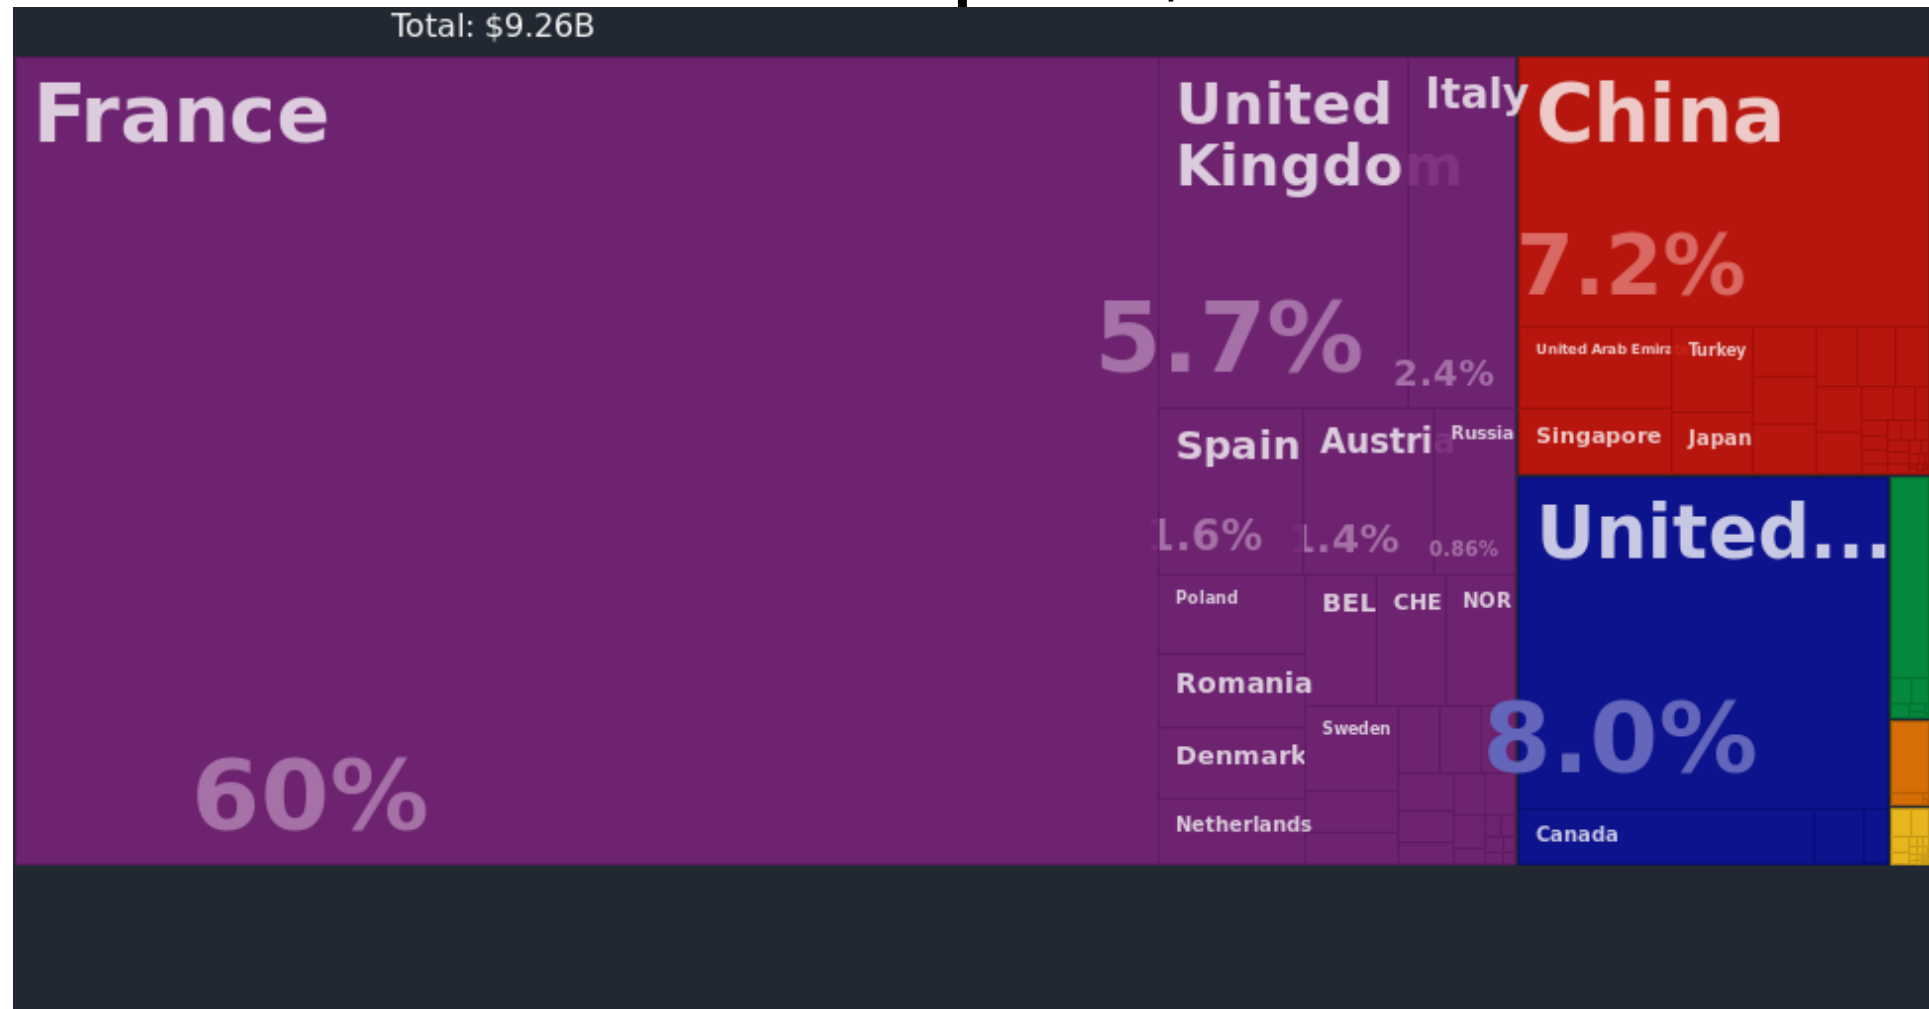 Total: $9.26B
France
60%
United
Kingdom
5.7%
Italy
2.4%
Spain
1.6%
Austria
1.4%
Russia
0.86%
Poland
Romania
Denmark
Netherlands
BEL
CHE
NOR
Sweden
China
7.2%
United Arab Emira
Turkey
Singapore
Japan
United...
8.0%
Canada